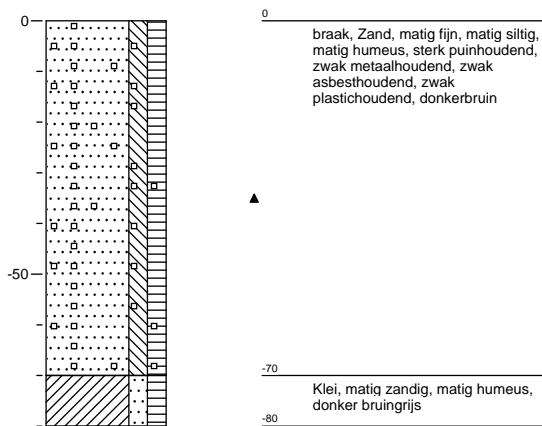 0
0
braak, Zand, matig fijn, matig siltig,
matig humeus, sterk puinhoudend,
zwak metaalhoudend, zwak
asbesthoudend, zwak
plastichoudend, donkerbruin
-50
-70
Klei, matig zandig, matig humeus,
donker bruingrijs
-80